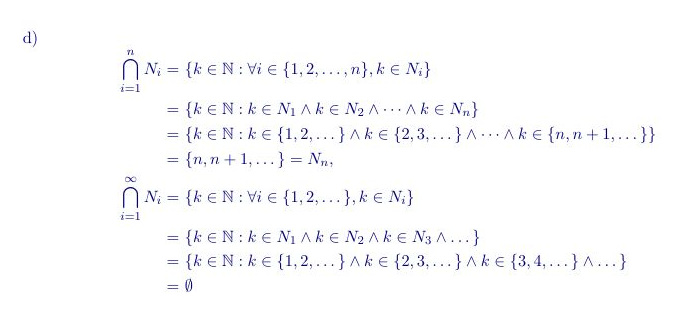 d)
n
⋂ N_i = {k ∈ ℕ : ∀i ∈ {1, 2, . . . , n}, k ∈ N_i}
i=1
= {k ∈ ℕ : k ∈ N_1 ∧ k ∈ N_2 ∧ · · · ∧ k ∈ N_n}
= {k ∈ ℕ : k ∈ {1, 2, . . . } ∧ k ∈ {2, 3, . . . } ∧ · · · ∧ k ∈ {n, n + 1, . . . }}
= {n, n + 1, . . . } = N_n,
∞
⋂ N_i = {k ∈ ℕ : ∀i ∈ {1, 2, . . . }, k ∈ N_i}
i=1
= {k ∈ ℕ : k ∈ N_1 ∧ k ∈ N_2 ∧ k ∈ N_3 ∧ . . . }
= {k ∈ ℕ : k ∈ {1, 2, . . . } ∧ k ∈ {2, 3, . . . } ∧ k ∈ {3, 4, . . . } ∧ . . . }
= ∅